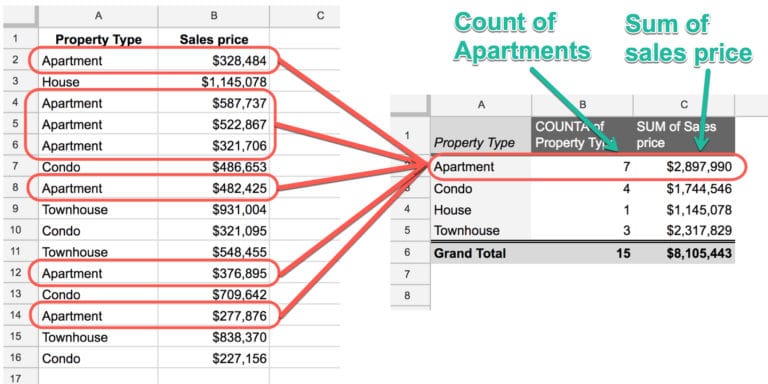 Count of
Apartments
Sum of
sales price
A B C
1 Property Type Sales price
2 Apartment $328,484
3 House $1,145,078
4 Apartment $587,737
5 Apartment $522,867
6 Apartment $321,706
7 Condo $486,653
8 Apartment $482,425
9 Townhouse $931,004
10 Condo $321,095
11 Townhouse $548,455
12 Apartment $376,895
13 Condo $709,642
14 Apartment $277,876
15 Townhouse $838,370
16 Condo $227,156
17
A B C
COUNTA of SUM of Sales
1 Property Type Property Type price
Apartment 7 $2,897,990
3 Condo 4 $1,744,546
4 House 1 $1,145,078
5 Townhouse 3 $2,317,829
6 Grand Total 15 $8,105,443
7
8